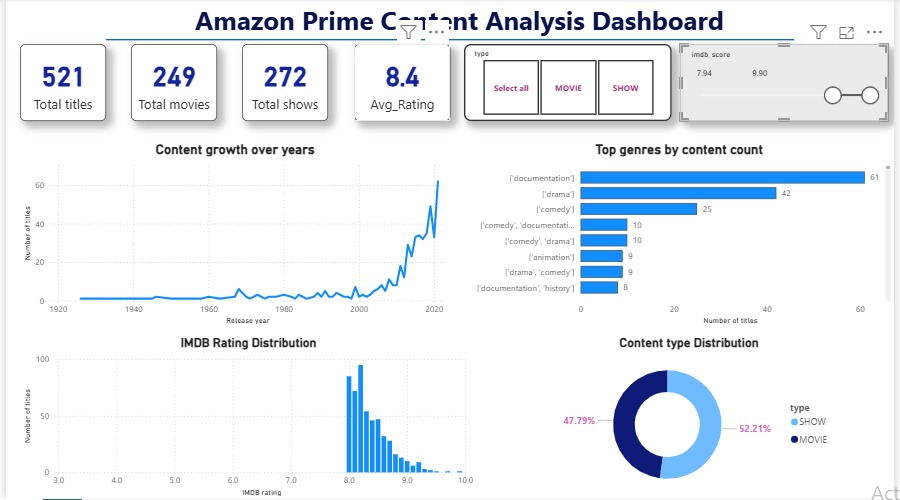 Amazon Prime Content Analysis Dashboard
521
Total titles
249
Total movies
272
Total shows
8.4
Avg_Rating
type
Select all
MOVIE
SHOW
imdb_score
7.94
9.90
Content growth over years
Number of titles
60
40
20
0
1920
1940
1960
1980
2000
2020
Release year
Top genres by content count
['documentation']
61
['drama']
42
['comedy']
25
['comedy', 'documentati...
10
['comedy', 'drama']
10
['animation']
9
['drama', 'comedy']
9
['documentation', 'history']
8
0
20
40
60
Number of titles
IMDB Rating Distribution
Number of titles
100
50
0
3.0
4.0
5.0
6.0
7.0
8.0
9.0
10.0
IMDB rating
Content type Distribution
47.79%
52.21%
type
SHOW
MOVIE
Act